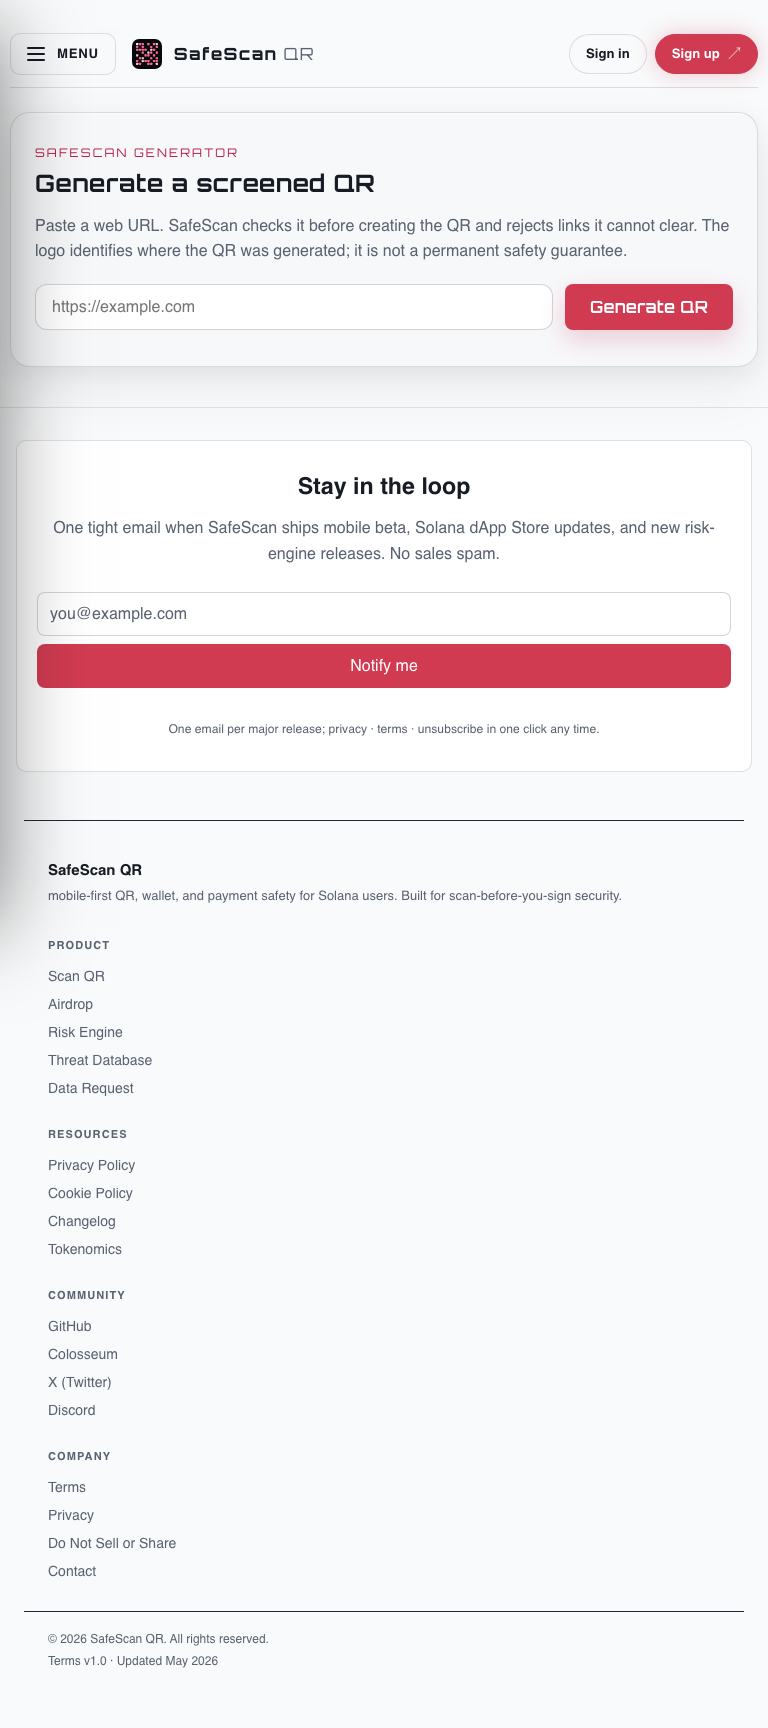 MENU
SafeScan QR
Sign in
Sign up ↗
SAFESCAN GENERATOR
Generate a screened QR
Paste a web URL. SafeScan checks it before creating the QR and rejects links it cannot clear. The
logo identifies where the QR was generated; it is not a permanent safety guarantee.
https://example.com
Generate QR
Stay in the loop
One tight email when SafeScan ships mobile beta, Solana dApp Store updates, and new risk-
engine releases. No sales spam.
you@example.com
Notify me
One email per major release; privacy · terms · unsubscribe in one click any time.
SafeScan QR
mobile-first QR, wallet, and payment safety for Solana users. Built for scan-before-you-sign security.
PRODUCT
Scan QR
Airdrop
Risk Engine
Threat Database
Data Request
RESOURCES
Privacy Policy
Cookie Policy
Changelog
Tokenomics
COMMUNITY
GitHub
Colosseum
X (Twitter)
Discord
COMPANY
Terms
Privacy
Do Not Sell or Share
Contact
© 2026 SafeScan QR. All rights reserved.
Terms v1.0 · Updated May 2026